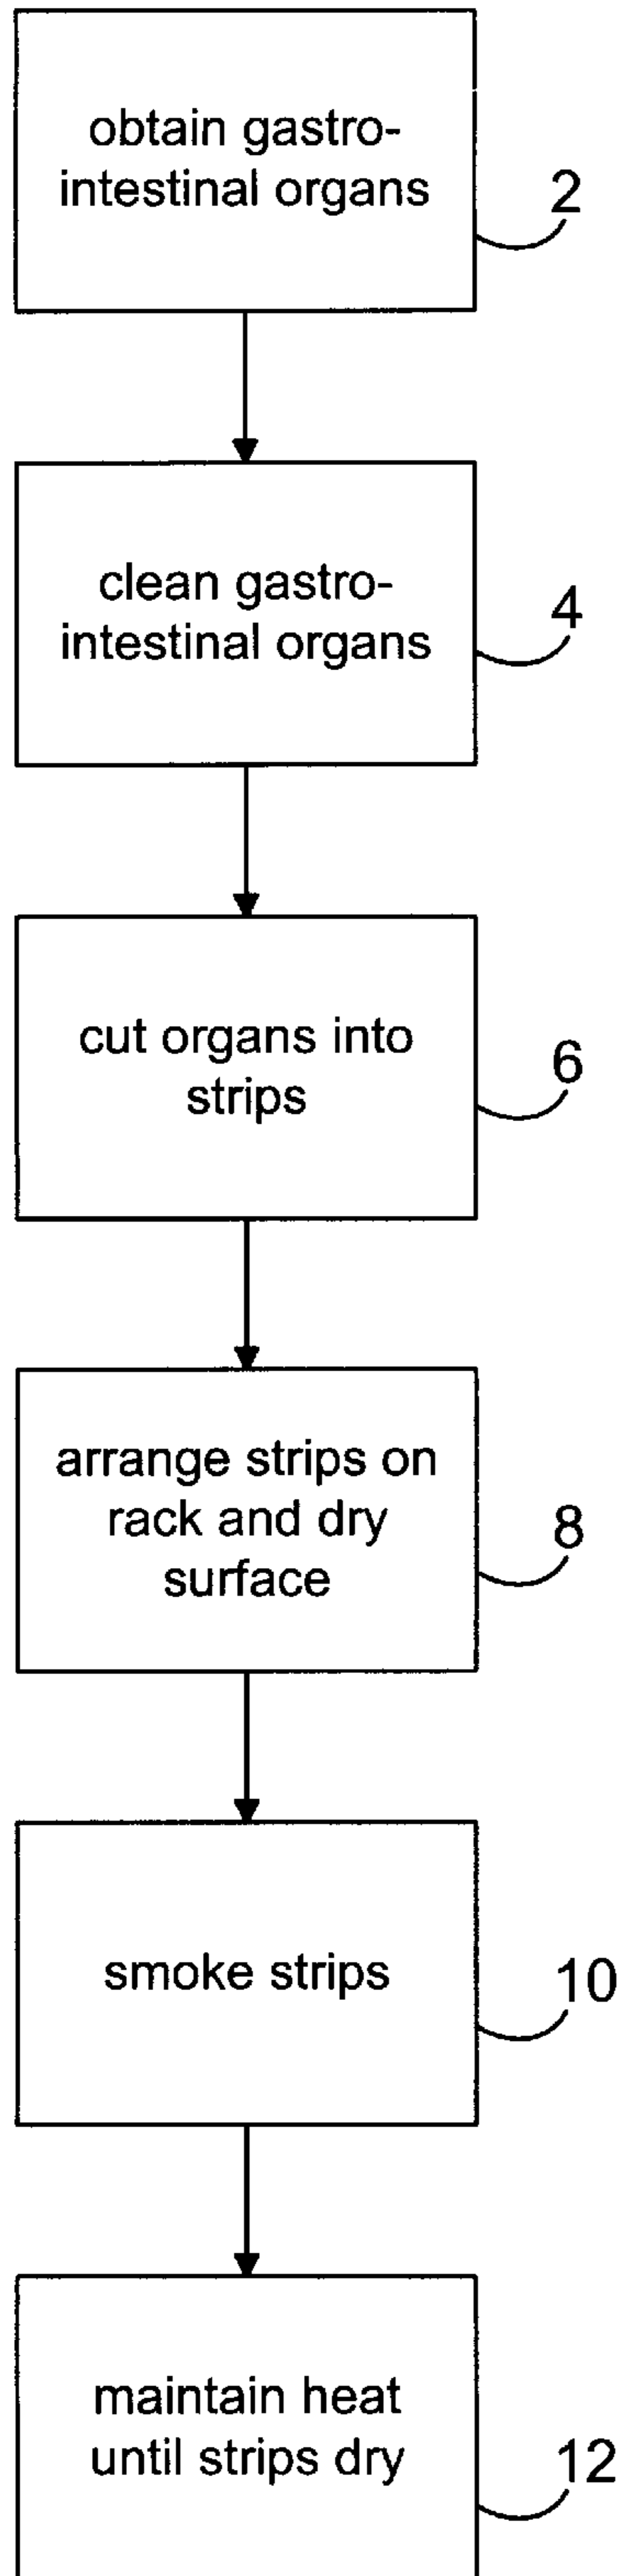 obtain gastro-
intestinal organs
2
clean gastro-
intestinal organs
4
cut organs into
strips
6
arrange strips on
rack and dry
surface
8
smoke strips
10
maintain heat
until strips dry
12